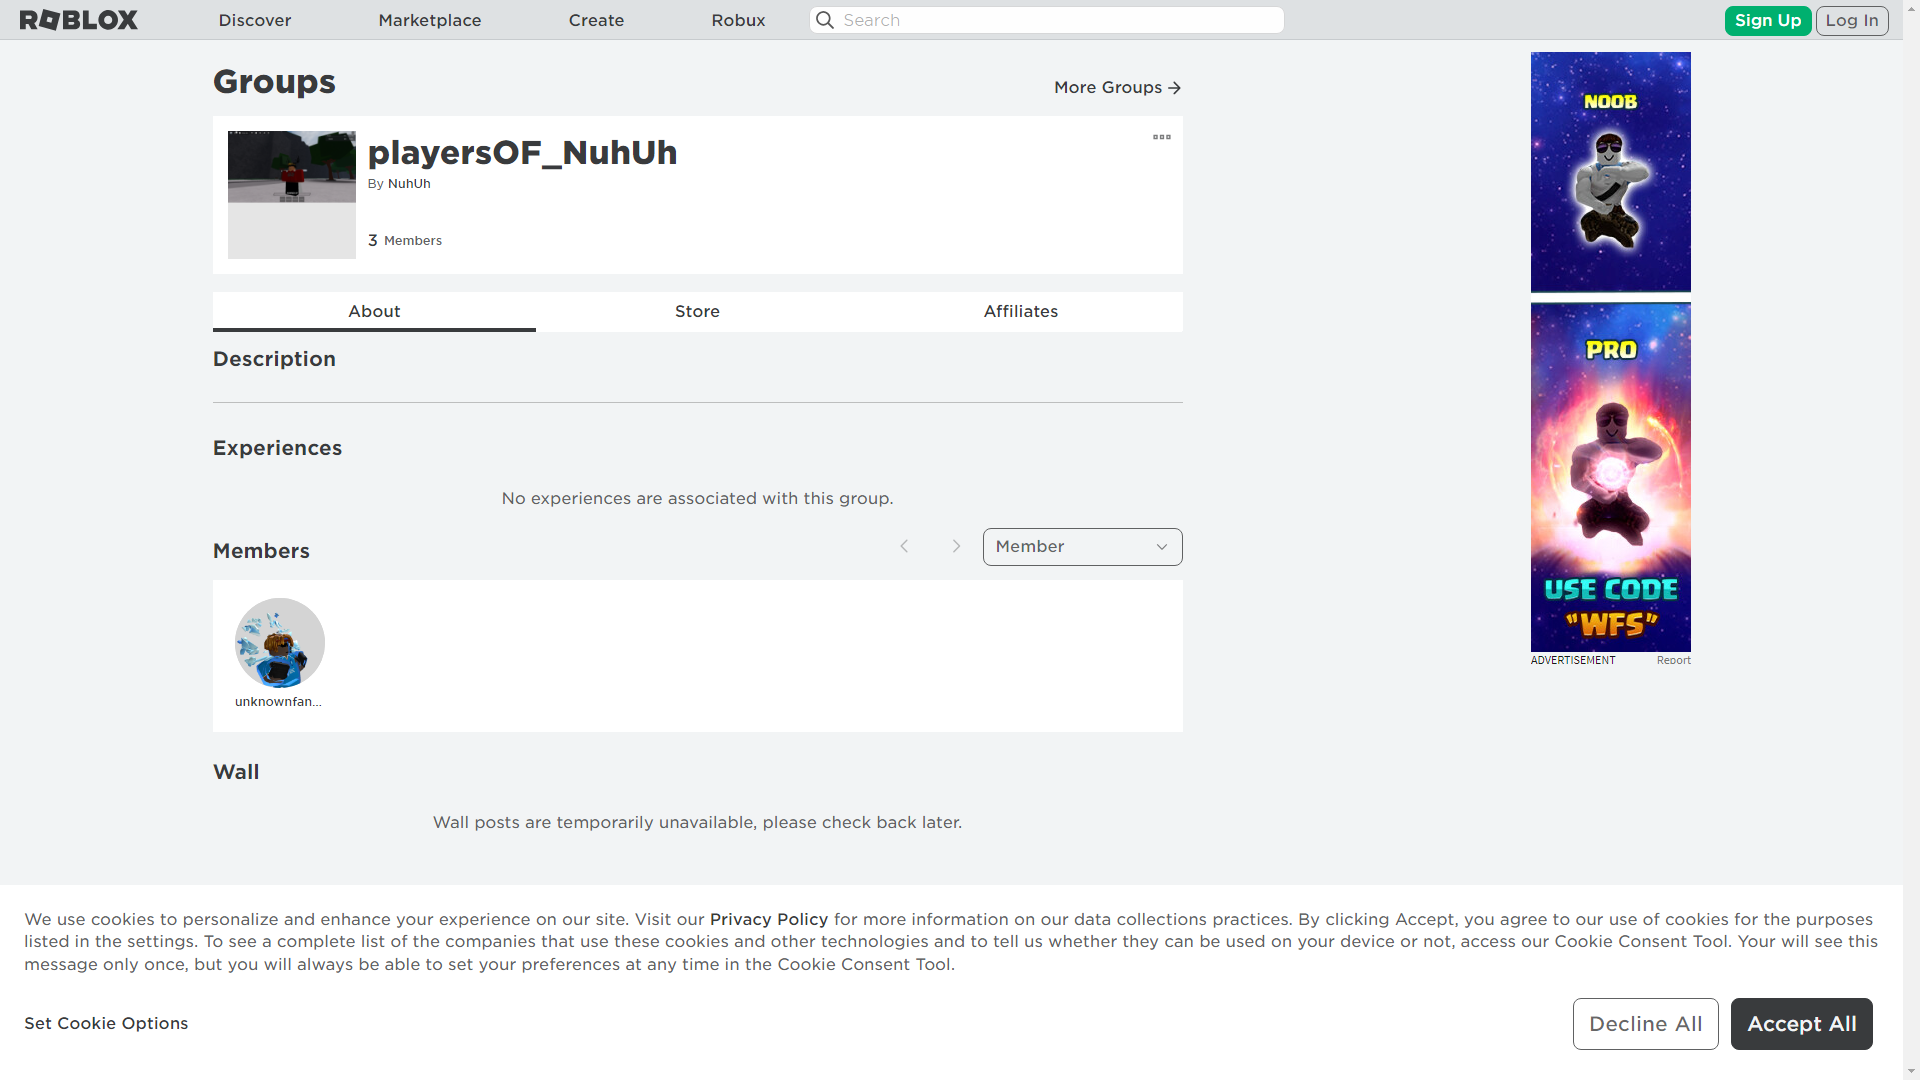 ROBLOX
Discover
Marketplace
Create
Robux
Search
Sign Up
Log In
Groups
More Groups
playersOF_NuhUh
By NuhUh
3 Members
About
Store
Affiliates
Description
Experiences
No experiences are associated with this group.
Members
Member
unknownfan...
Wall
Wall posts are temporarily unavailable, please check back later.
NOOB
PRO
USE CODE
"WFS"
ADVERTISEMENT
Report
We use cookies to personalize and enhance your experience on our site. Visit our Privacy Policy for more information on our data collections practices. By clicking Accept, you agree to our use of cookies for the purposes
listed in the settings. To see a complete list of the companies that use these cookies and other technologies and to tell us whether they can be used on your device or not, access our Cookie Consent Tool. Your will see this
message only once, but you will always be able to set your preferences at any time in the Cookie Consent Tool.
Set Cookie Options
Decline All
Accept All